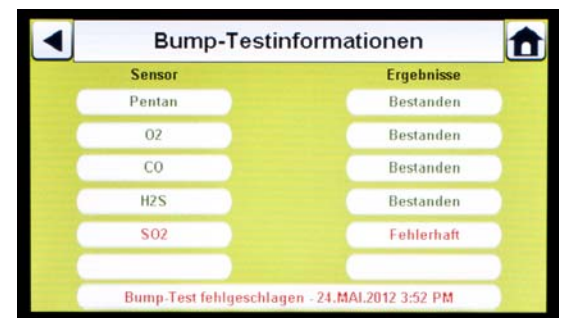 Bump-Testinformationen
Sensor Ergebnisse
Pentan Bestanden
O2 Bestanden
CO Bestanden
H2S Bestanden
SO2 Fehlerhaft
Bump-Test fehlgeschlagen - 24.MAI.2012 3:52 PM